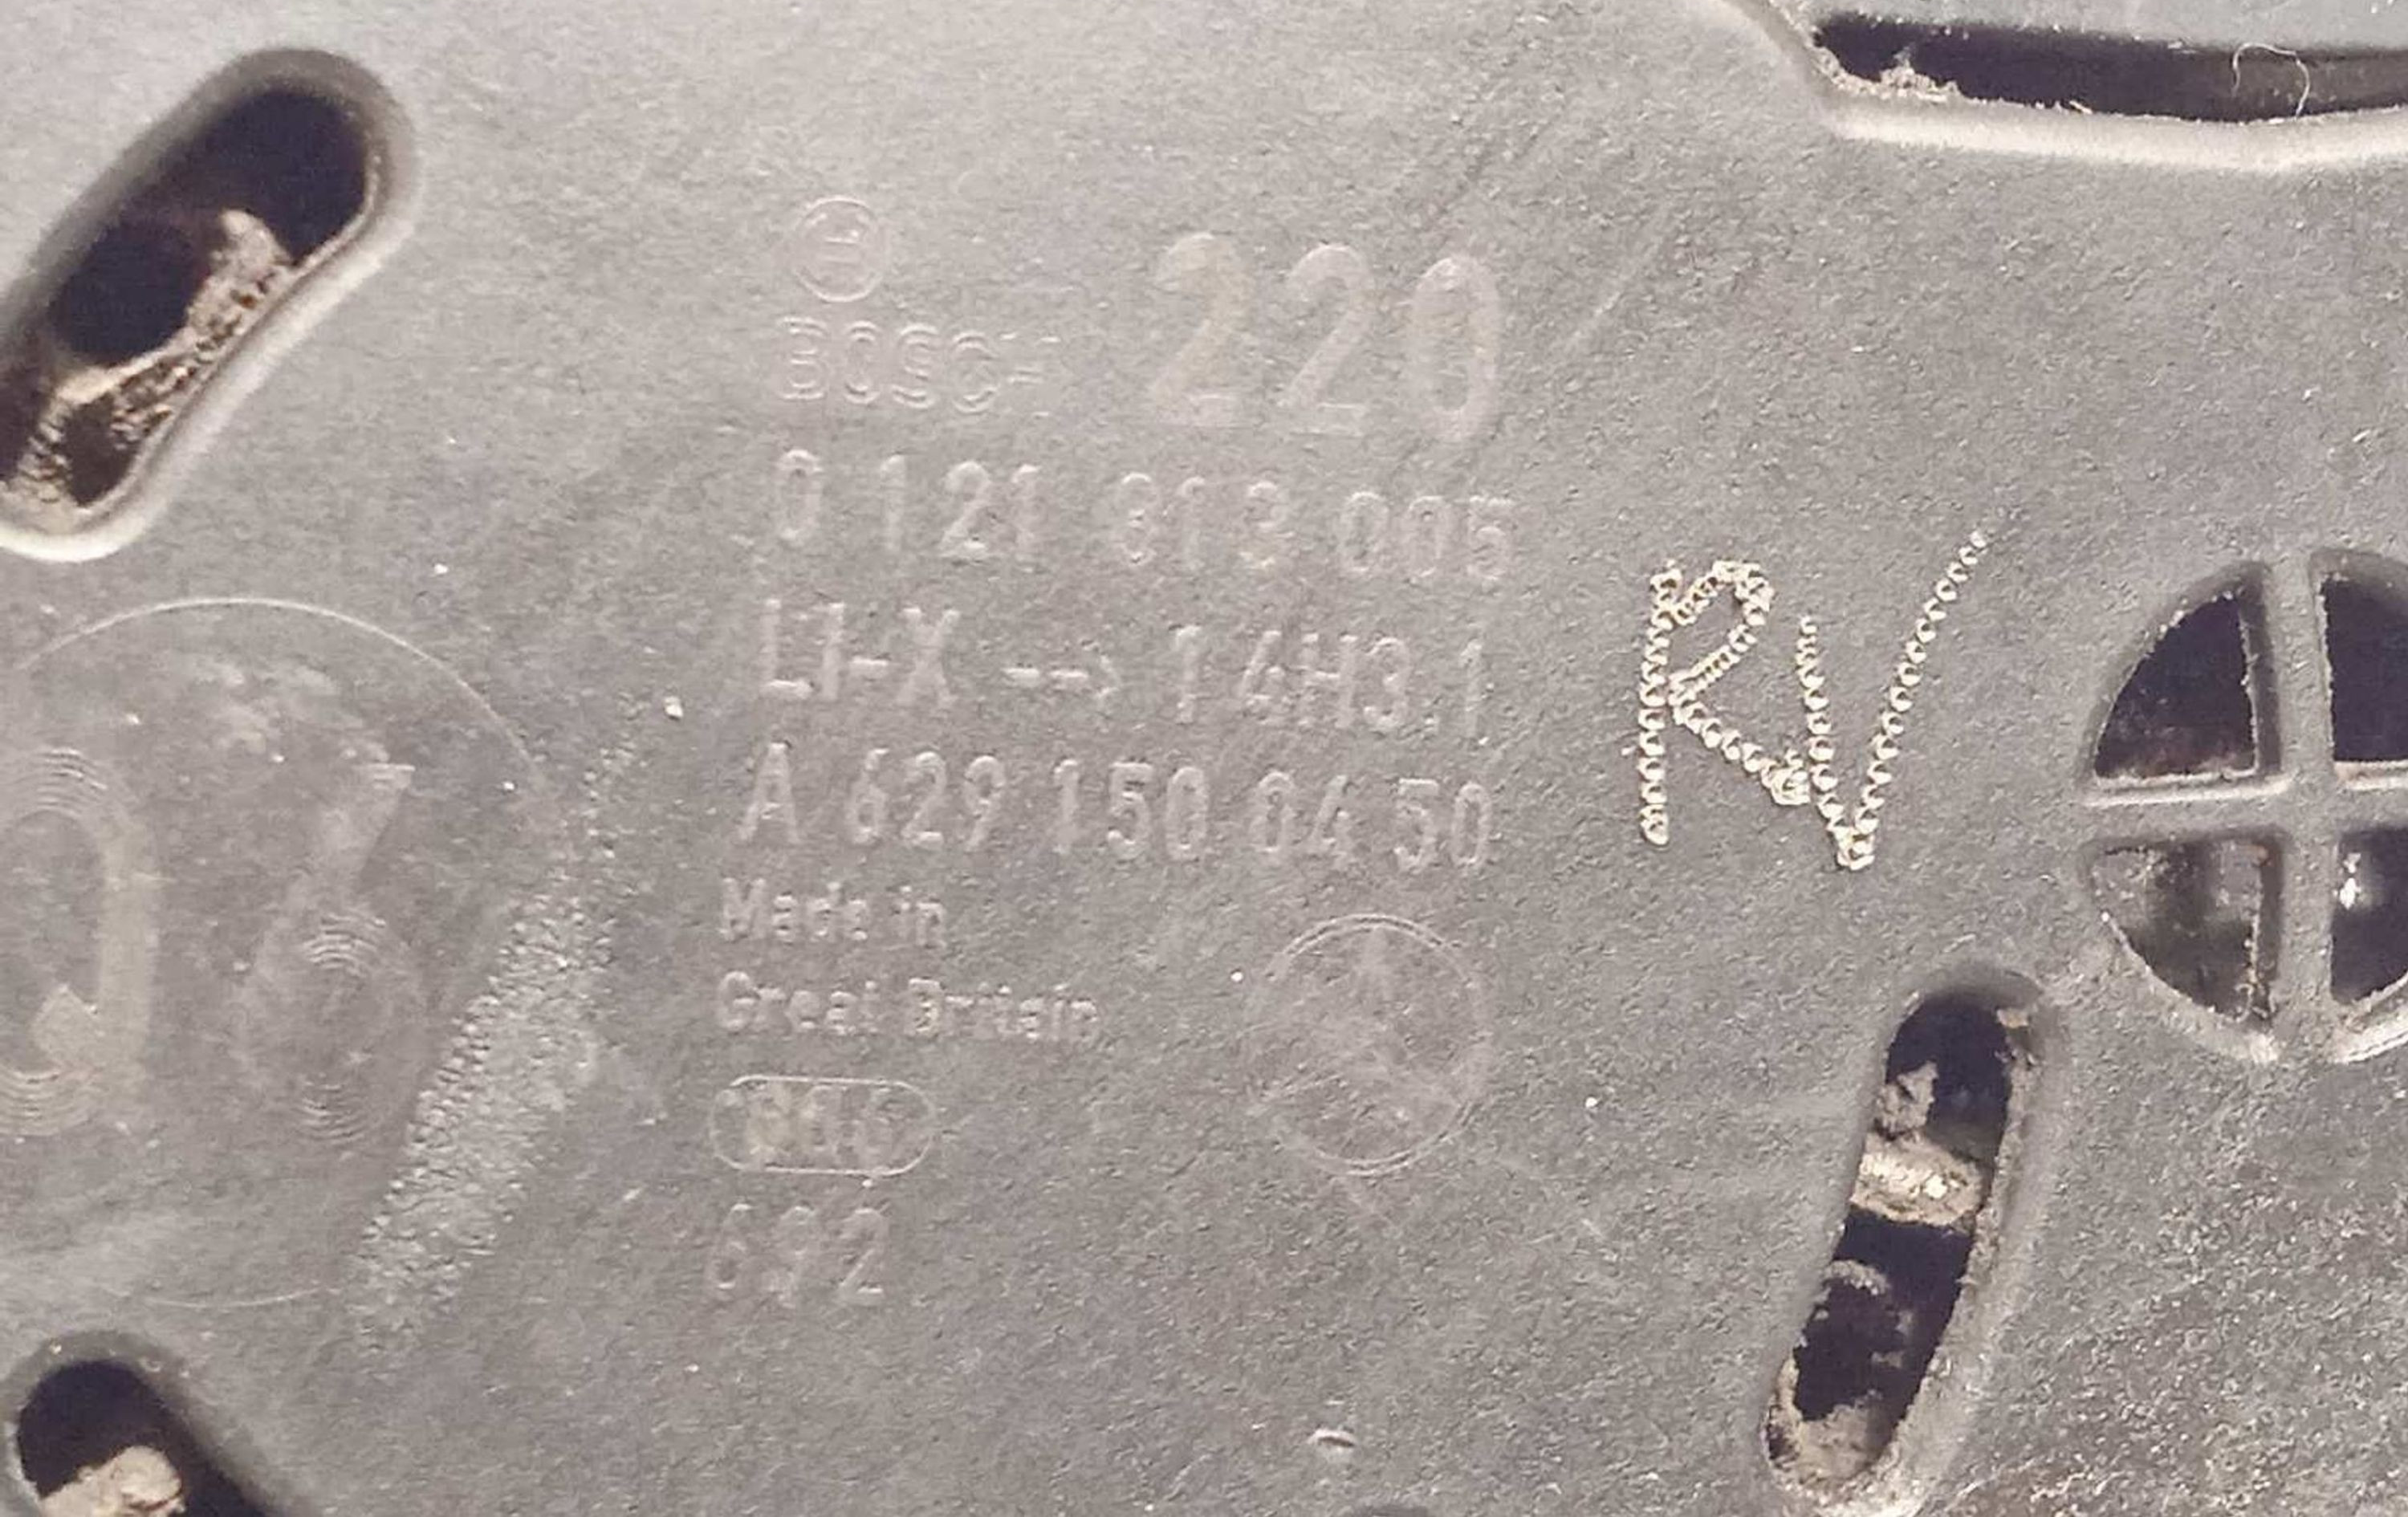 BOSCH 220
0 121 813 005
LI-X --> 14H3.1
A 629 150 04 50
RV
Made in
Great Britain
692